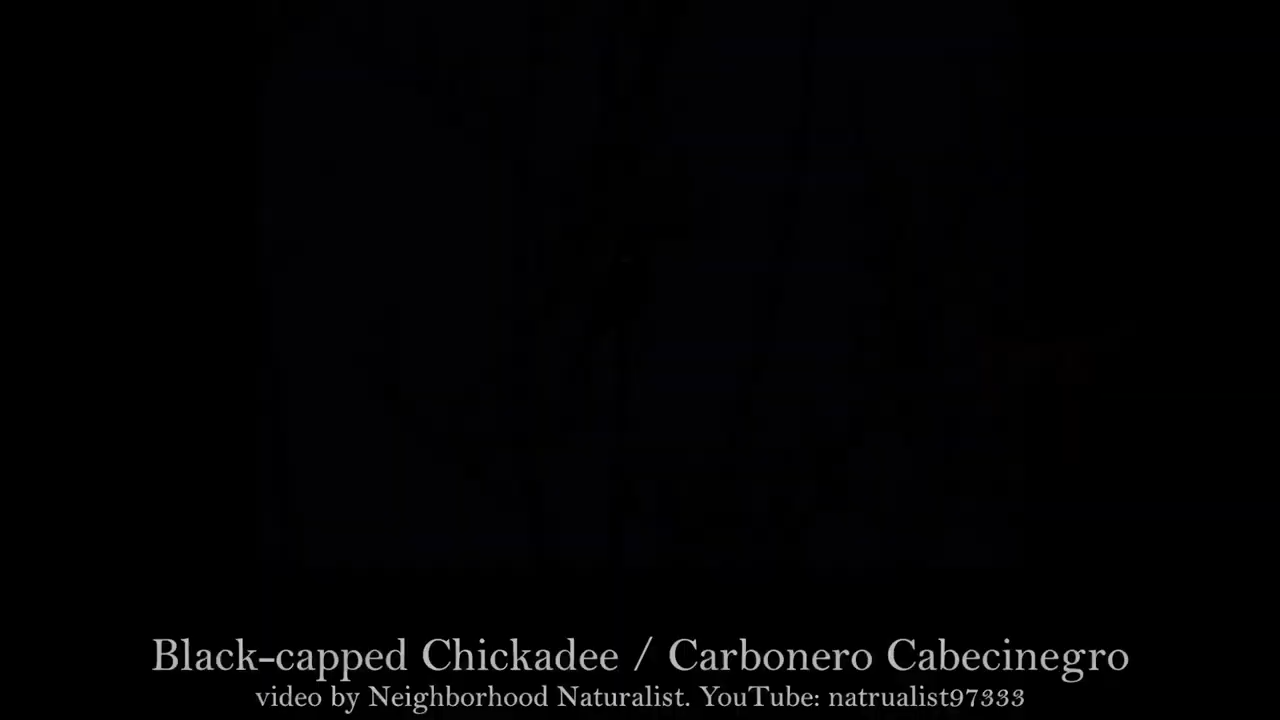 Black-capped Chickadee / Carbonero Cabecinegro
video by Neighborhood Naturalist. YouTube: natrualist97333